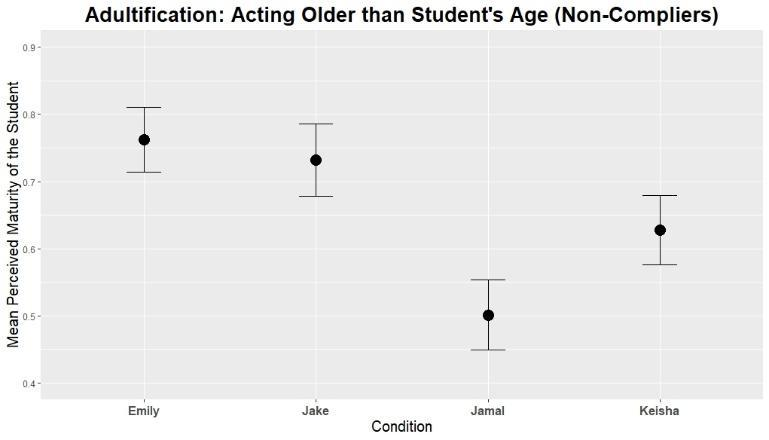 Adultification: Acting Older than Student's Age (Non-Compliers)
Mean Perceived Maturity of the Student
0.9
0.8
0.7
0.6
0.5
0.4
Emily Jake Jamal Keisha
Condition